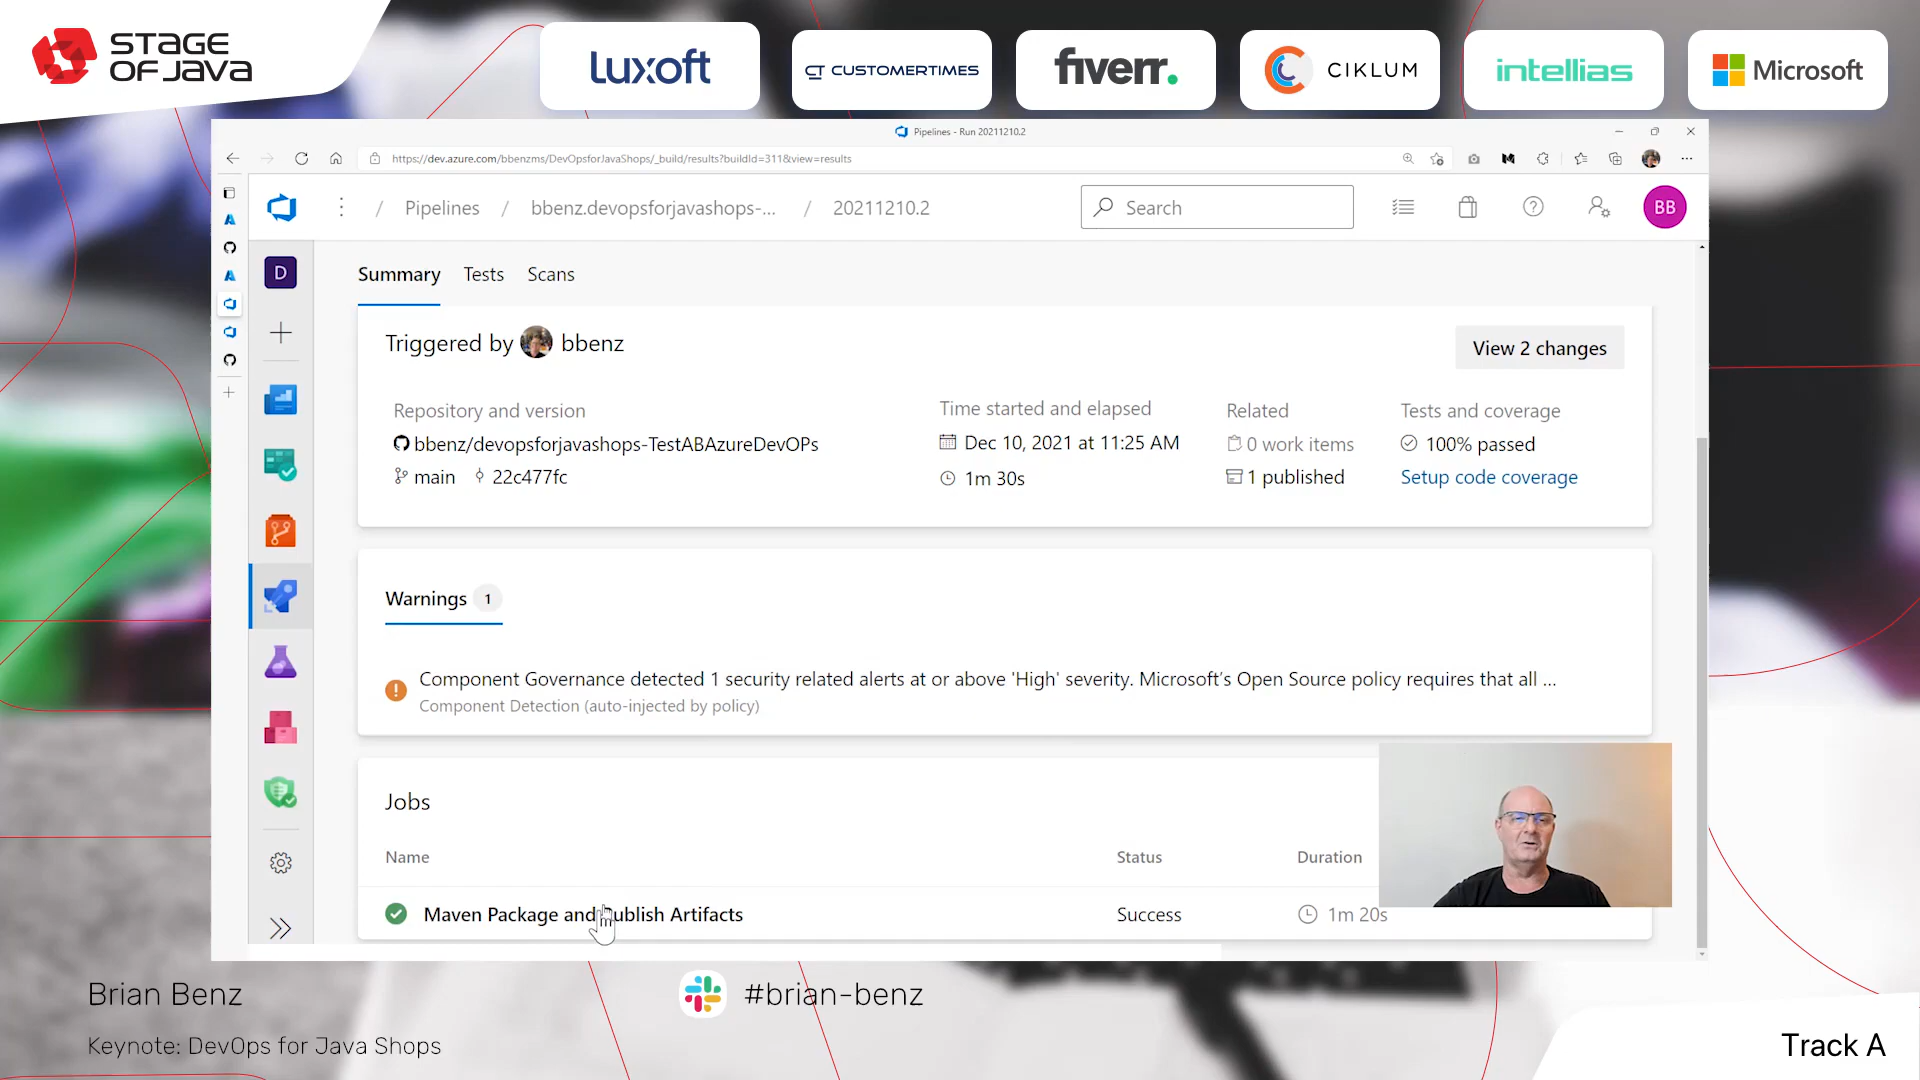 STAGE
OF JAVA
luxoft
CT CUSTOMERTIMES
fiverr.
CIKLUM
intellias
Microsoft
Pipelines - Run 20211210.2
https://dev.azure.com/bbenzms/DevOpsforJavaShops/_build/results?buildId=311&view=results
/ Pipelines / bbenz.devopsforjavashops-... / 20211210.2
Search
BB
D
Summary Tests Scans
Triggered by bbenz
View 2 changes
Repository and version
bbenz/devopsforjavashops-TestABAzureDevOPs
main 22c477fc
Time started and elapsed
Dec 10, 2021 at 11:25 AM
1m 30s
Related
0 work items
1 published
Tests and coverage
100% passed
Setup code coverage
Warnings 1
Component Governance detected 1 security related alerts at or above 'High' severity. Microsoft's Open Source policy requires that all ...
Component Detection (auto-injected by policy)
Jobs
Name Status Duration
Maven Package and Publish Artifacts Success 1m 20s
Brian Benz
#brian-benz
Keynote: DevOps for Java Shops
Track A